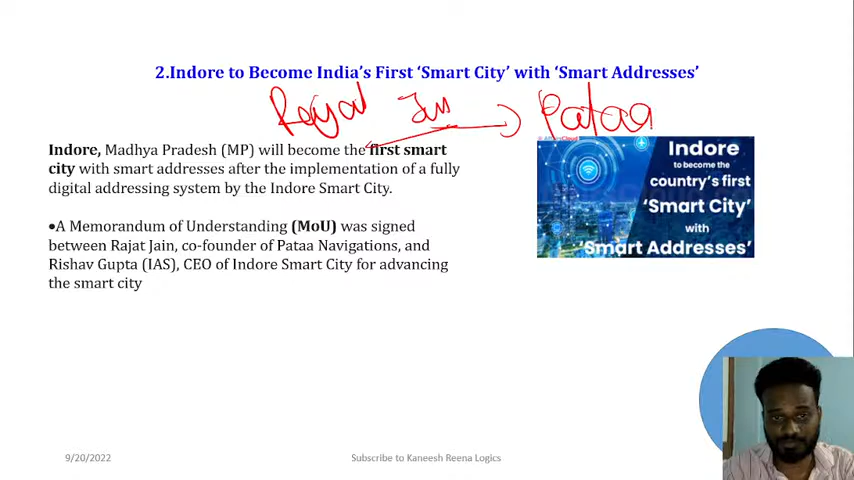 2.Indore to Become India's First ‘Smart City’ with ‘Smart Addresses’
Rajat Jain → Pataa
Indore, Madhya Pradesh (MP) will become the first smart
city with smart addresses after the implementation of a fully
digital addressing system by the Indore Smart City.
•A Memorandum of Understanding (MoU) was signed
between Rajat Jain, co-founder of Pataa Navigations, and
Rishav Gupta (IAS), CEO of Indore Smart City for advancing
the smart city
AffairsCloud
Indore
to become the
country's first
‘Smart City’
with
‘Smart Addresses’
9/20/2022
Subscribe to Kaneesh Reena Logics